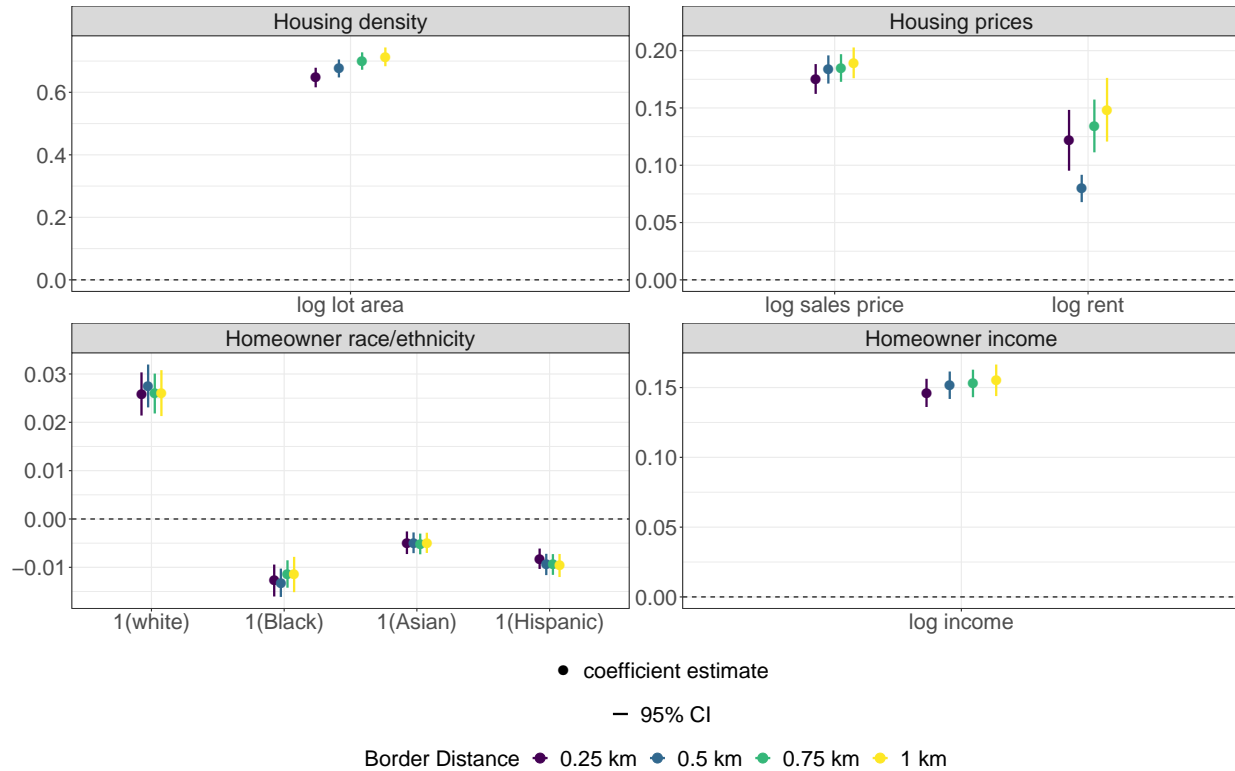 Housing density
Housing prices
0.6
0.4
0.2
0.0
log lot area
0.20
0.15
0.10
0.05
0.00
log sales price
log rent
Homeowner race/ethnicity
Homeowner income
0.03
0.02
0.01
0.00
−0.01
1(white)
1(Black)
1(Asian)
1(Hispanic)
0.15
0.10
0.05
0.00
log income
coefficient estimate
95% CI
Border Distance 0.25 km 0.5 km 0.75 km 1 km